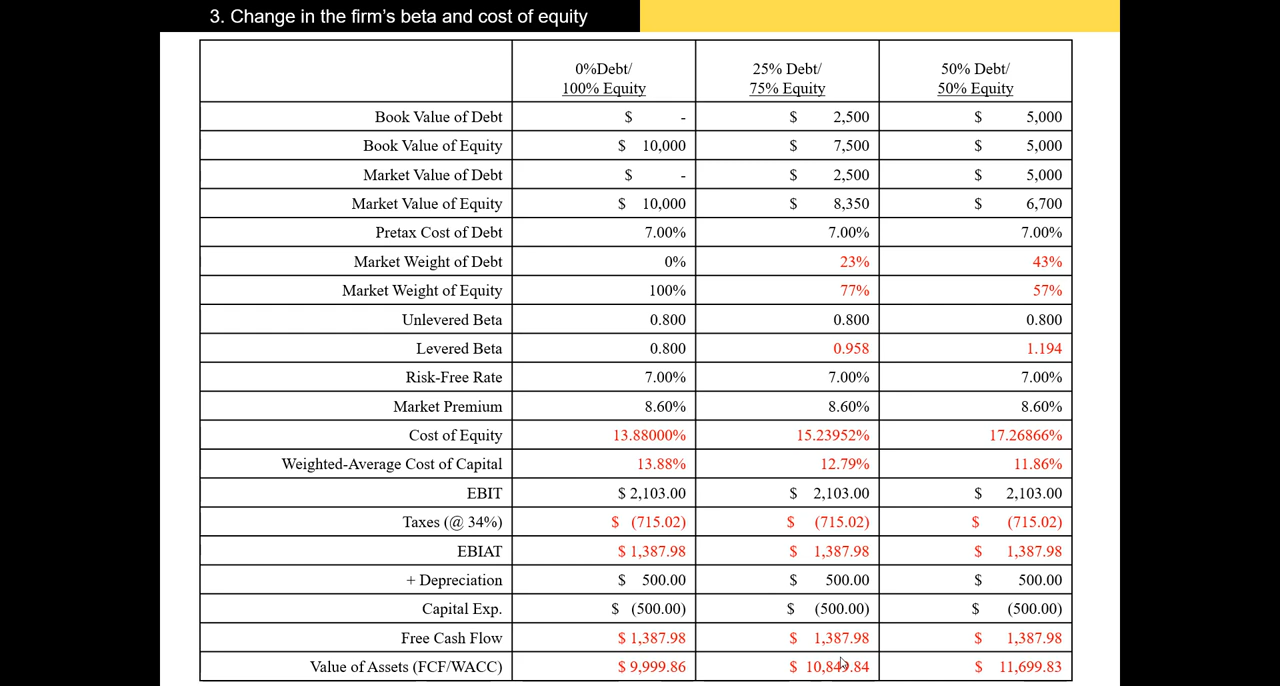 3. Change in the firm's beta and cost of equity
0%Debt/ 25% Debt/ 50% Debt/
100% Equity 75% Equity 50% Equity
Book Value of Debt $ - $ 2,500 $ 5,000
Book Value of Equity $ 10,000 $ 7,500 $ 5,000
Market Value of Debt $ - $ 2,500 $ 5,000
Market Value of Equity $ 10,000 $ 8,350 $ 6,700
Pretax Cost of Debt 7.00% 7.00% 7.00%
Market Weight of Debt 0% 23% 43%
Market Weight of Equity 100% 77% 57%
Unlevered Beta 0.800 0.800 0.800
Levered Beta 0.800 0.958 1.194
Risk-Free Rate 7.00% 7.00% 7.00%
Market Premium 8.60% 8.60% 8.60%
Cost of Equity 13.88000% 15.23952% 17.26866%
Weighted-Average Cost of Capital 13.88% 12.79% 11.86%
EBIT $ 2,103.00 $ 2,103.00 $ 2,103.00
Taxes (@ 34%) $ (715.02) $ (715.02) $ (715.02)
EBIAT $ 1,387.98 $ 1,387.98 $ 1,387.98
+ Depreciation $ 500.00 $ 500.00 $ 500.00
Capital Exp. $ (500.00) $ (500.00) $ (500.00)
Free Cash Flow $ 1,387.98 $ 1,387.98 $ 1,387.98
Value of Assets (FCF/WACC) $ 9,999.86 $ 10,849.84 $ 11,699.83